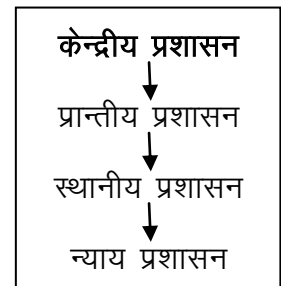 केन्द्रीय प्रशासन
प्रान्तीय प्रशासन
स्थानीय प्रशासन
न्याय प्रशासन